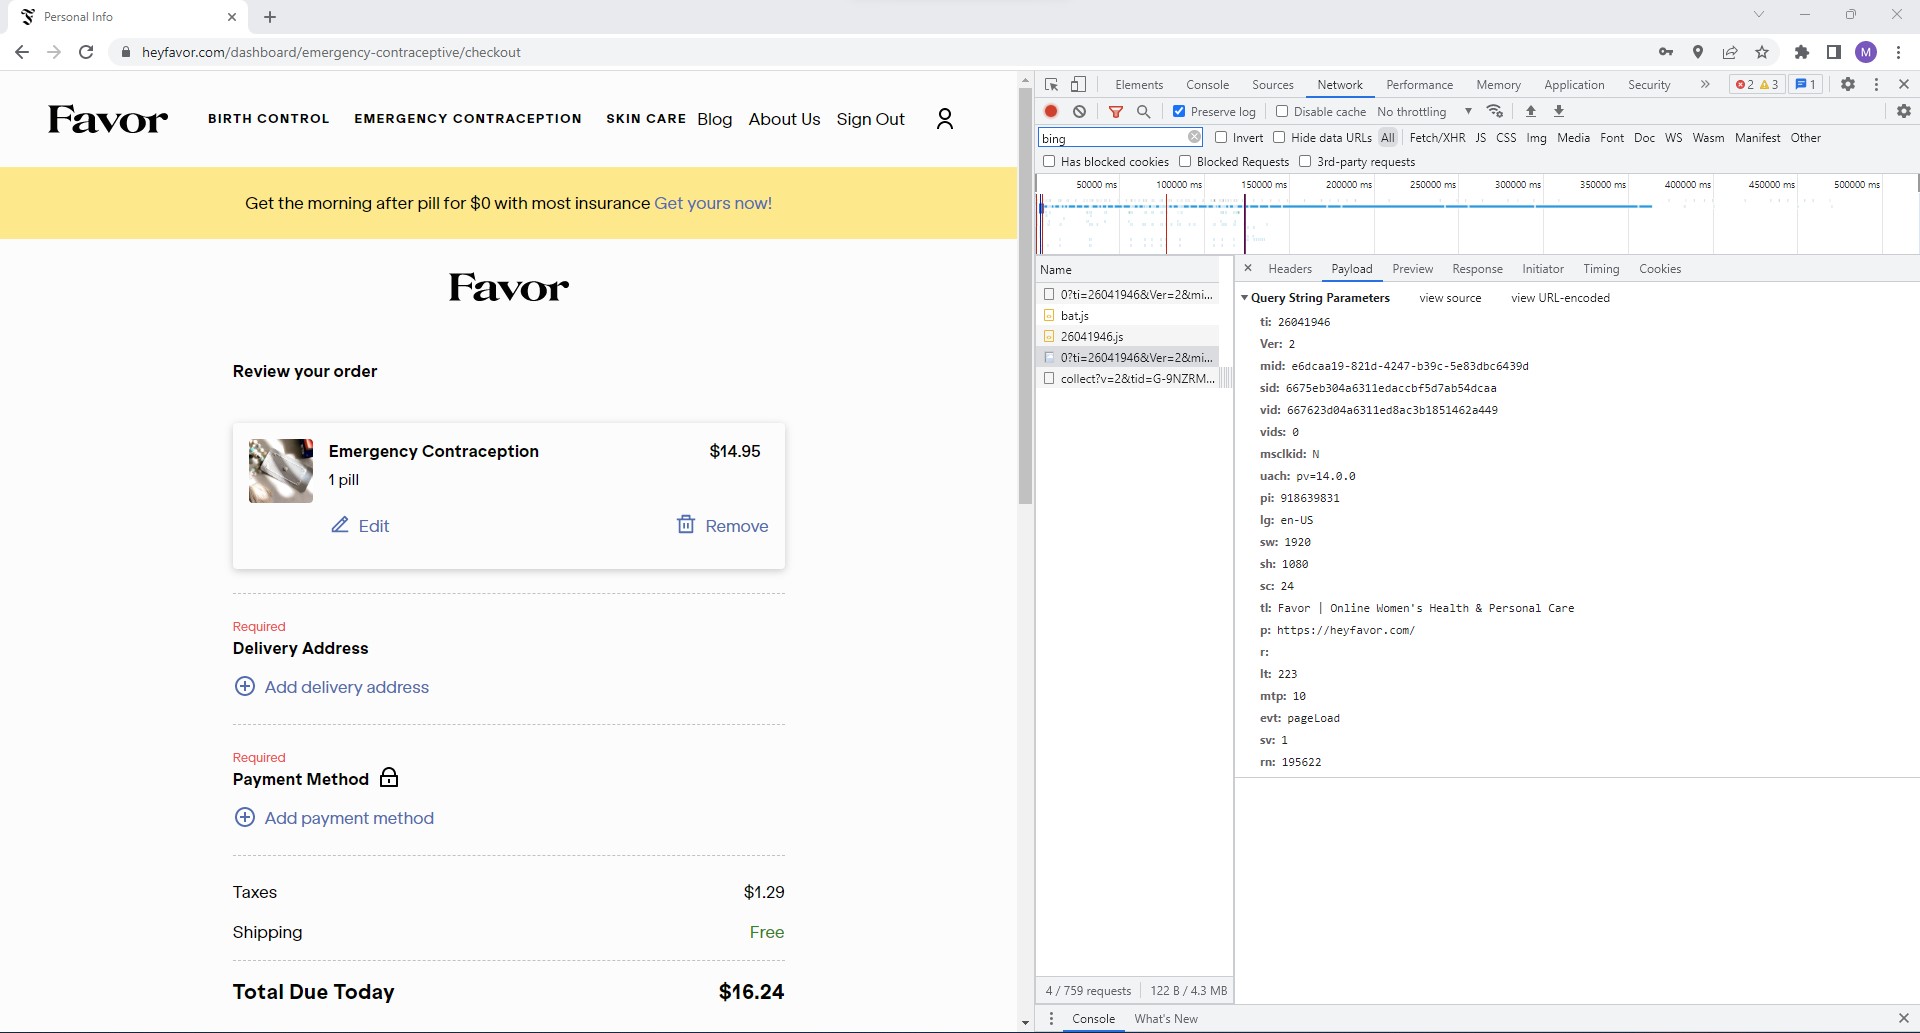 Personal Info
heyfavor.com/dashboard/emergency-contraceptive/checkout
M
Favor
BIRTH CONTROL EMERGENCY CONTRACEPTION SKIN CARE Blog About Us Sign Out
Get the morning after pill for $0 with most insurance Get yours now!
Favor
Review your order
Emergency Contraception $14.95
1 pill
Edit Remove
Required
Delivery Address
Add delivery address
Required
Payment Method
Add payment method
Taxes $1.29
Shipping Free
Total Due Today $16.24
Elements Console Sources Network Performance Memory Application Security 2 3 1
Preserve log Disable cache No throttling
bing Invert Hide data URLs All Fetch/XHR JS CSS Img Media Font Doc WS Wasm Manifest Other
Has blocked cookies Blocked Requests 3rd-party requests
50000 ms 100000 ms 150000 ms 200000 ms 250000 ms 300000 ms 350000 ms 400000 ms 450000 ms 500000 ms
Name
0?ti=26041946&Ver=2&mi...
bat.js
26041946.js
0?ti=26041946&Ver=2&mi...
collect?v=2&tid=G-9NZRM...
Headers Payload Preview Response Initiator Timing Cookies
Query String Parameters view source view URL-encoded
ti: 26041946
Ver: 2
mid: e6dcaa19-821d-4247-b39c-5e83dbc6439d
sid: 6675eb304a6311edaccbf5d7ab54dcaa
vid: 667623d04a6311ed8ac3b1851462a449
vids: 0
msclkid: N
uach: pv=14.0.0
pi: 918639831
lg: en-US
sw: 1920
sh: 1080
sc: 24
tl: Favor | Online Women's Health & Personal Care
p: https://heyfavor.com/
r:
lt: 223
mtp: 10
evt: pageLoad
sv: 1
rn: 195622
4 / 759 requests 122 B / 4.3 MB
Console What's New